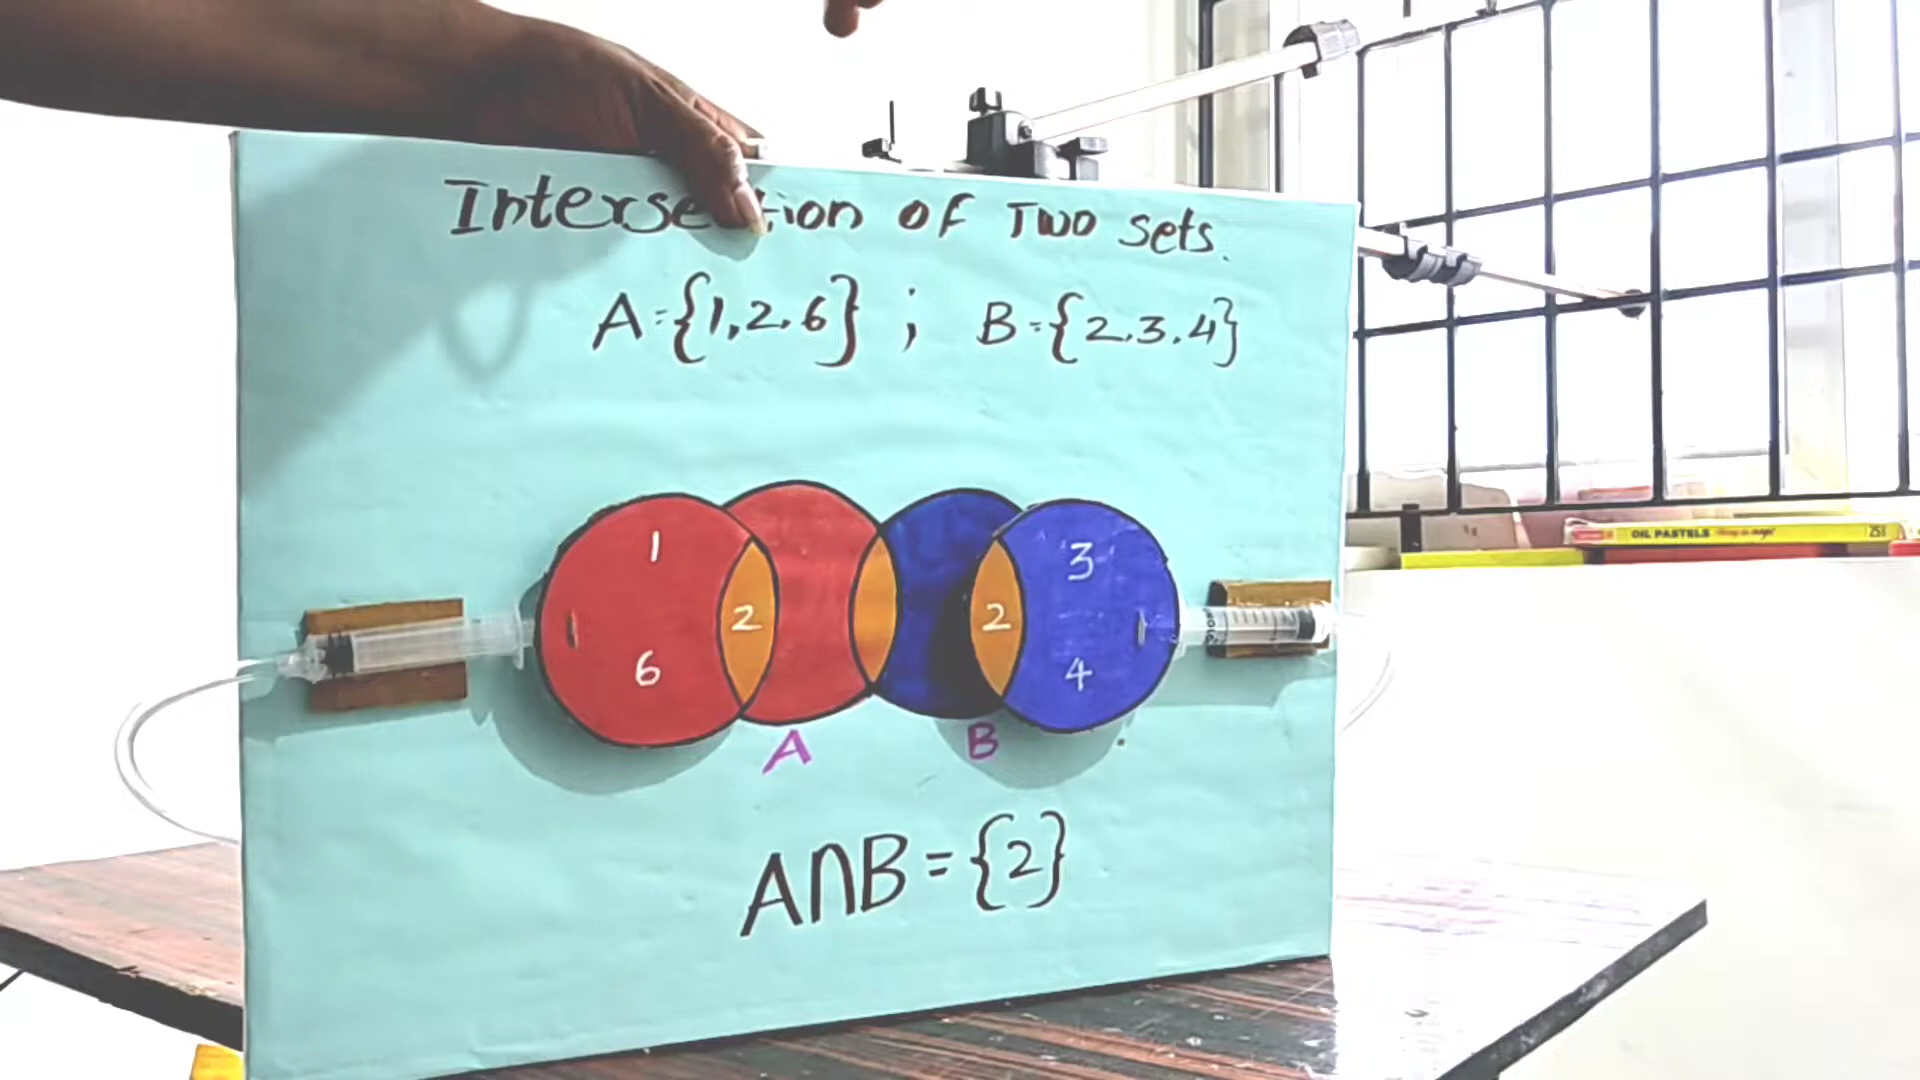 Intersection of Two sets.
A={1,2,6} ; B={2,3,4}
1 3
2 2
6 4
A B
A∩B={2}
OIL PASTELS